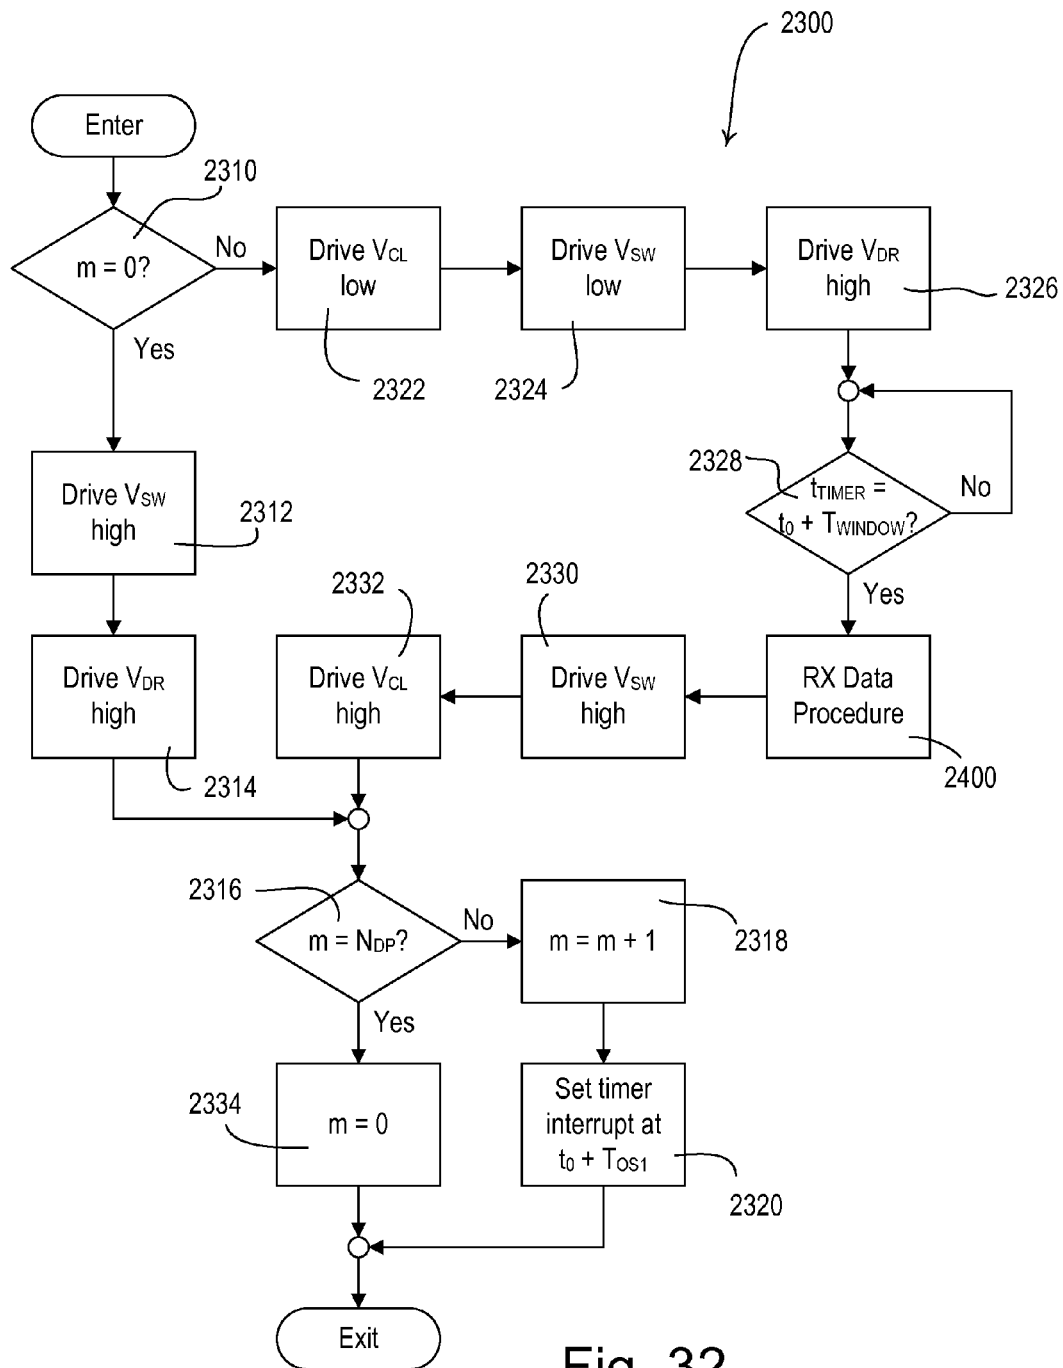 2300
Enter
2310
m = 0?
No
Yes
Drive VCL
low
2322
Drive VSW
low
2324
Drive VDR
high
2326
2328
tTIMER =
t0 + TWINDOW?
No
Yes
Drive VSW
high
2312
Drive VDR
high
2314
2332
Drive VCL
high
2330
Drive VSW
high
RX Data
Procedure
2400
2316
m = NDP?
No
Yes
m = m + 1
2318
2334
m = 0
Set timer
interrupt at
t0 + TOS1
2320
Exit
Fig. 32